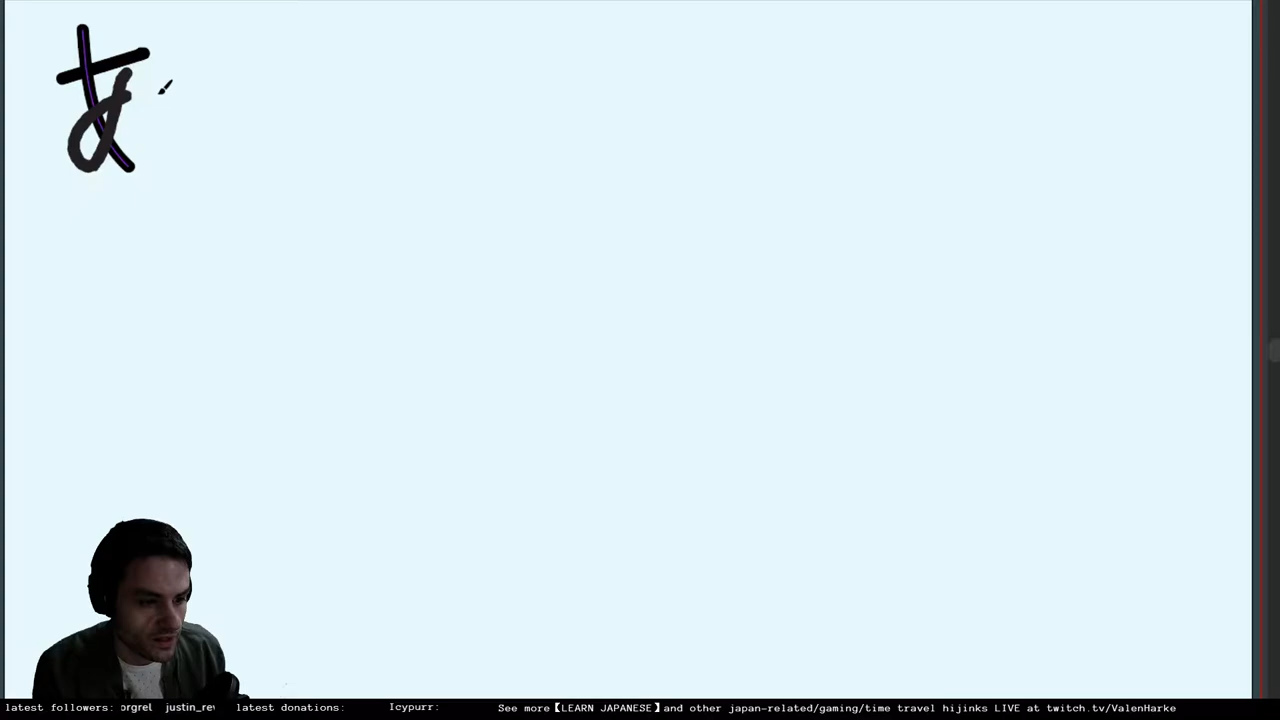 あ
latest followers: orgrel justin_rev latest donations: Icypurr: See more【LEARN JAPANESE】and other japan-related/gaming/time travel hijinks LIVE at twitch.tv/ValenHarke